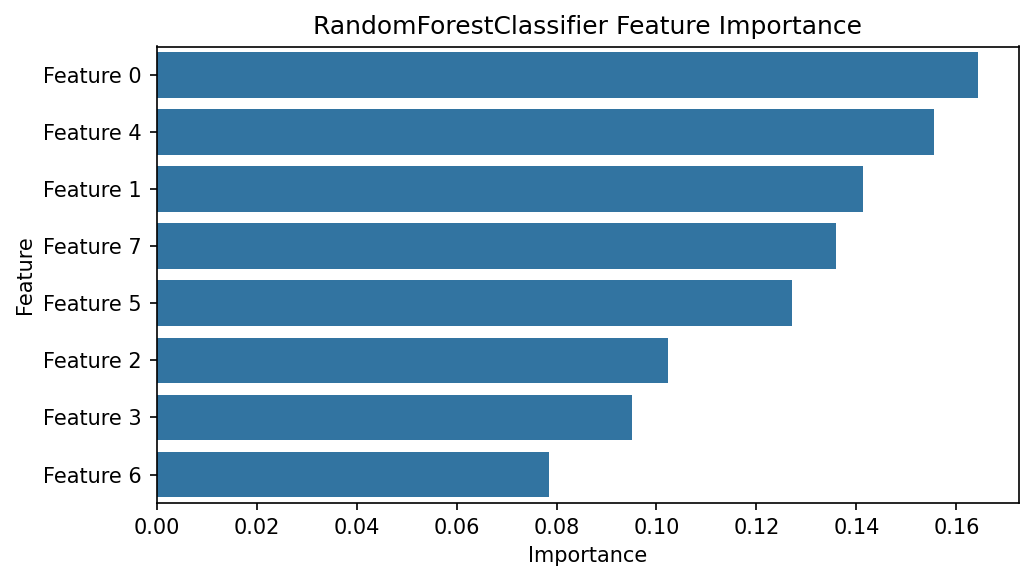 RandomForestClassifier Feature Importance
Feature
Feature 0
Feature 4
Feature 1
Feature 7
Feature 5
Feature 2
Feature 3
Feature 6
0.00 0.02 0.04 0.06 0.08 0.10 0.12 0.14 0.16
Importance